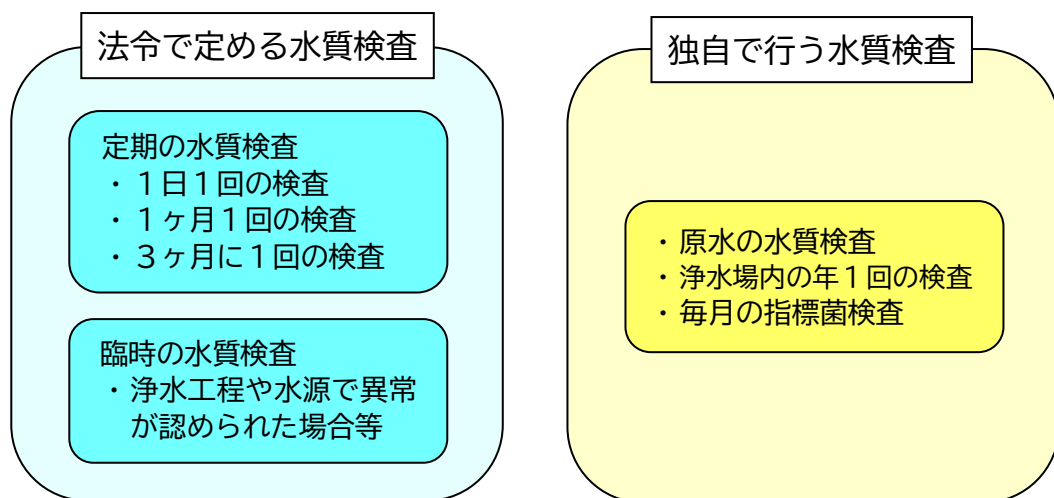 法令で定める水質検査
定期の水質検査
・１日１回の検査
・１ヶ月１回の検査
・３ヶ月に１回の検査
臨時の水質検査
・浄水工程や水源で異常
が認められた場合等
独自で行う水質検査
・原水の水質検査
・浄水場内の年１回の検査
・毎月の指標菌検査